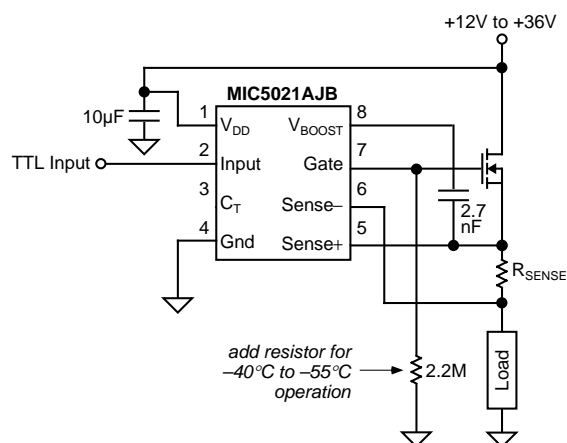 +12V to +36V
MIC5021AJB
10µF
1
VDD
VBOOST
8
TTL Input
2
Input
Gate
7
3
CT
Sense−
6
4
Gnd
Sense+
5
2.7
nF
RSENSE
add resistor for
–40°C to –55°C
operation
2.2M
Load